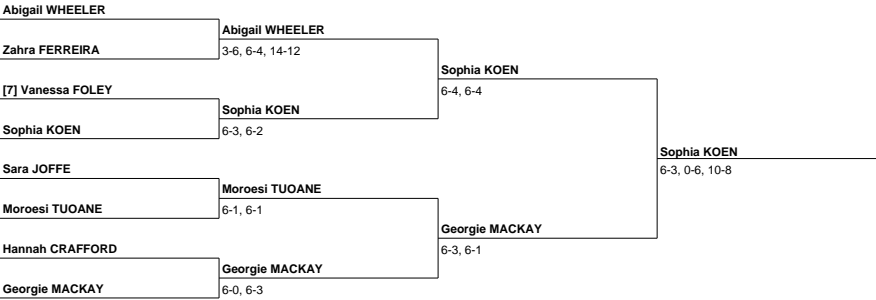 Abigail WHEELER
Abigail WHEELER
Zahra FERREIRA
3-6, 6-4, 14-12
Sophia KOEN
[7] Vanessa FOLEY
6-4, 6-4
Sophia KOEN
Sophia KOEN
6-3, 6-2
Sophia KOEN
Sara JOFFE
6-3, 0-6, 10-8
Moroesi TUOANE
Moroesi TUOANE
6-1, 6-1
Georgie MACKAY
Hannah CRAFFORD
6-3, 6-1
Georgie MACKAY
Georgie MACKAY
6-0, 6-3